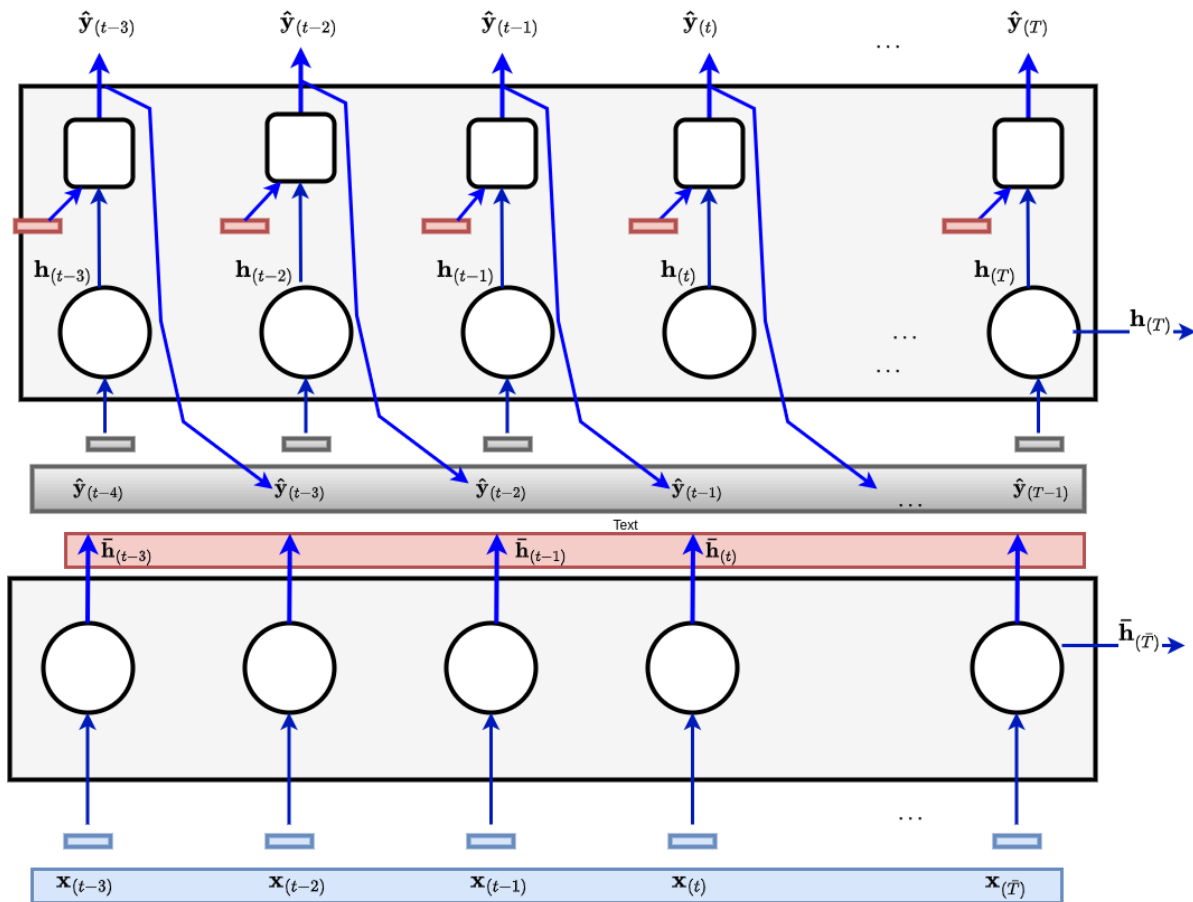 ŷ(t−3) ŷ(t−2) ŷ(t−1) ŷ(t) ... ŷ(T)
h(t−3) h(t−2) h(t−1) h(t) h(T)
h(T)
...
...
ŷ(t−4) ŷ(t−3) ŷ(t−2) ŷ(t−1) ... ŷ(T−1)
Text
h̄(t−3) h̄(t−1) h̄(t)
h̄(T̄)
...
x(t−3) x(t−2) x(t−1) x(t) x(T̄)